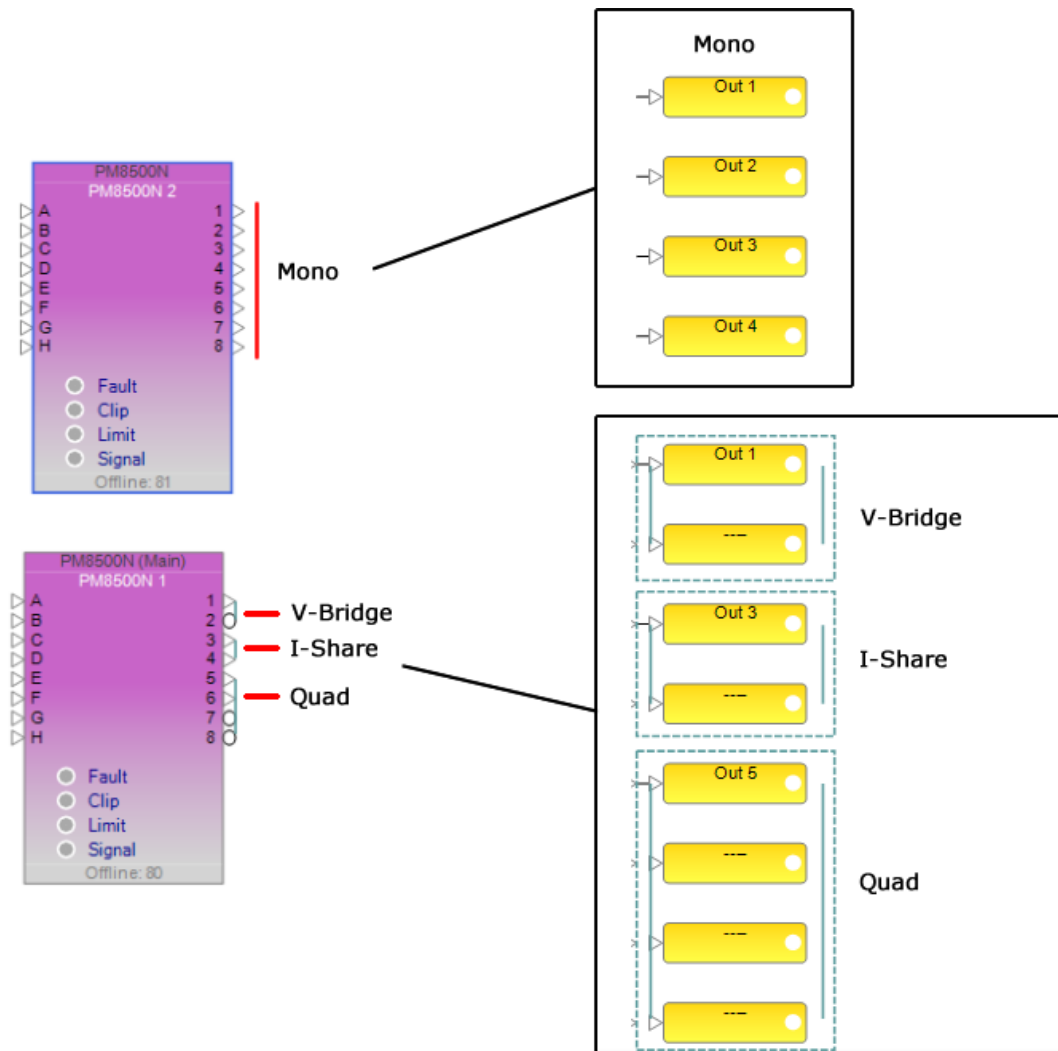 Mono
Out 1
Out 2
Out 3
Out 4
PM8500N
PM8500N 2
A 1
B 2
C 3
D 4
E 5
F 6
G 7
H 8
Mono
Fault
Clip
Limit
Signal
Offline: 81
PM8500N (Main)
PM8500N 1
A 1
B 2
C 3
D 4
E 5
F 6
G 7
H 8
V-Bridge
I-Share
Quad
Fault
Clip
Limit
Signal
Offline: 80
Out 1
----
V-Bridge
Out 3
----
I-Share
Out 5
----
----
----
Quad